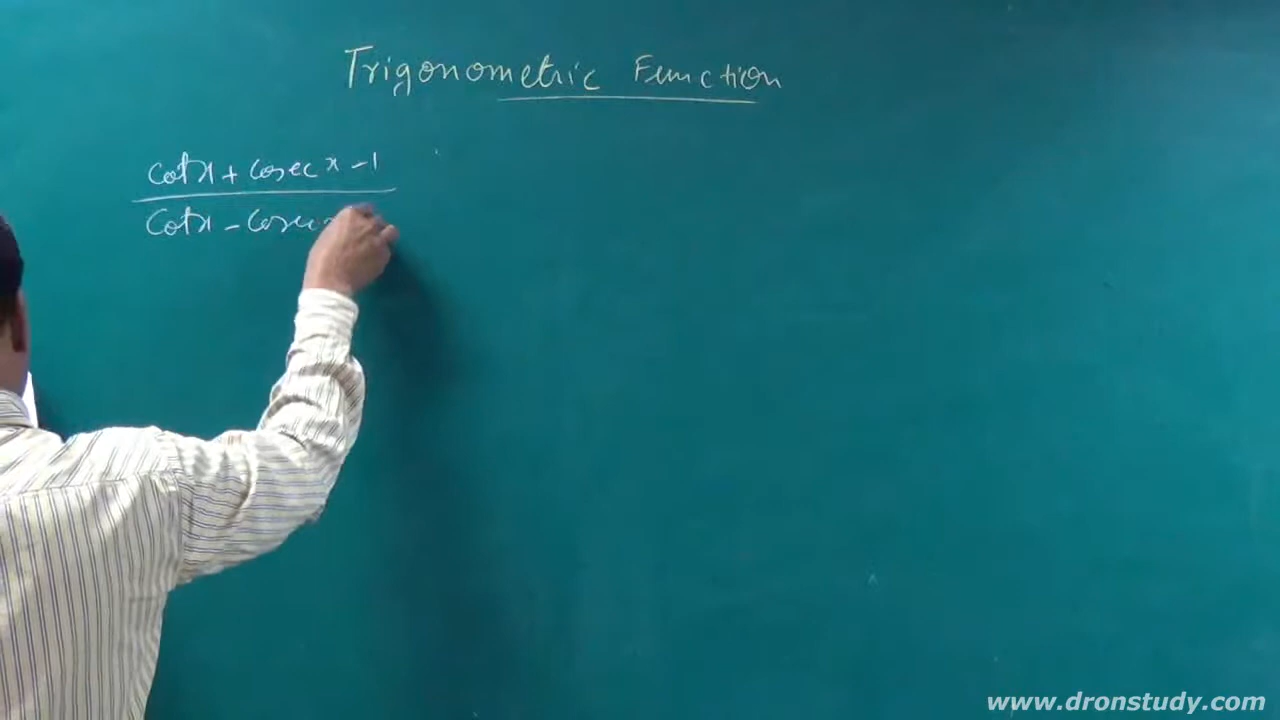 Trigonometric Function
cotx + cosec x - 1
cotx - cosec
www.dronstudy.com